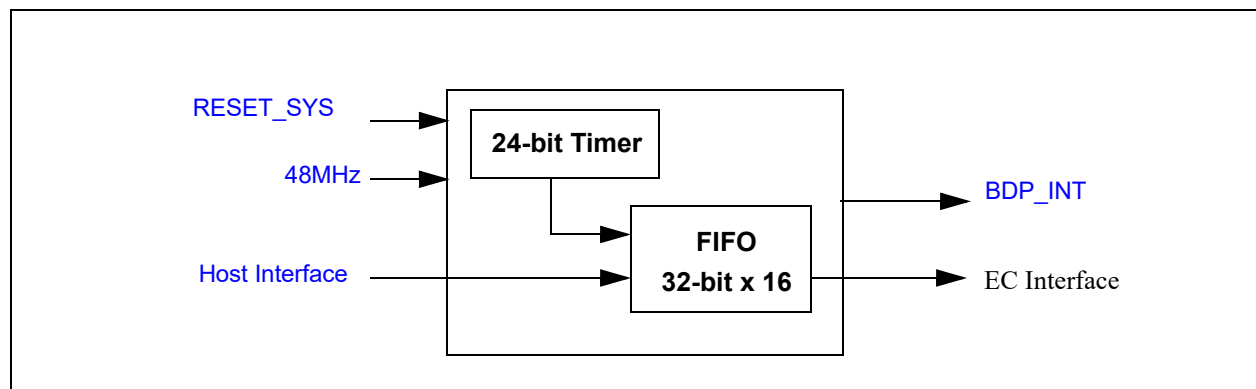 RESET_SYS
24-bit Timer
48MHz
BDP_INT
FIFO
32-bit x 16
Host Interface
EC Interface